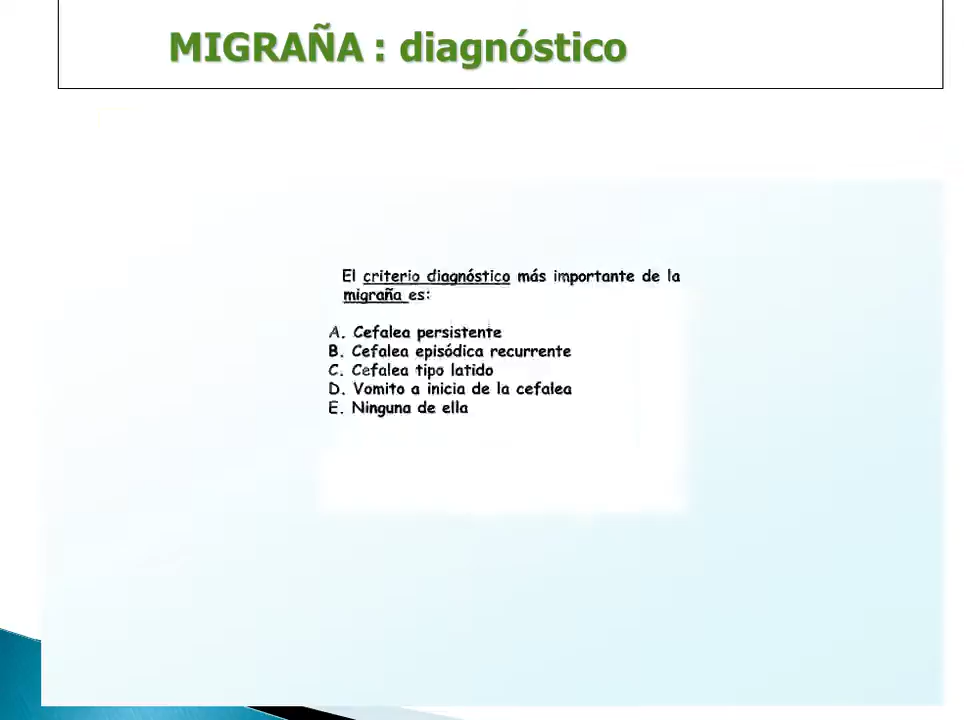 MIGRAÑA : diagnóstico
El criterio diagnóstico más importante de la
migraña es:
A. Cefalea persistente
B. Cefalea episódica recurrente
C. Cefalea tipo latido
D. Vomito a inicia de la cefalea
E. Ninguna de ella